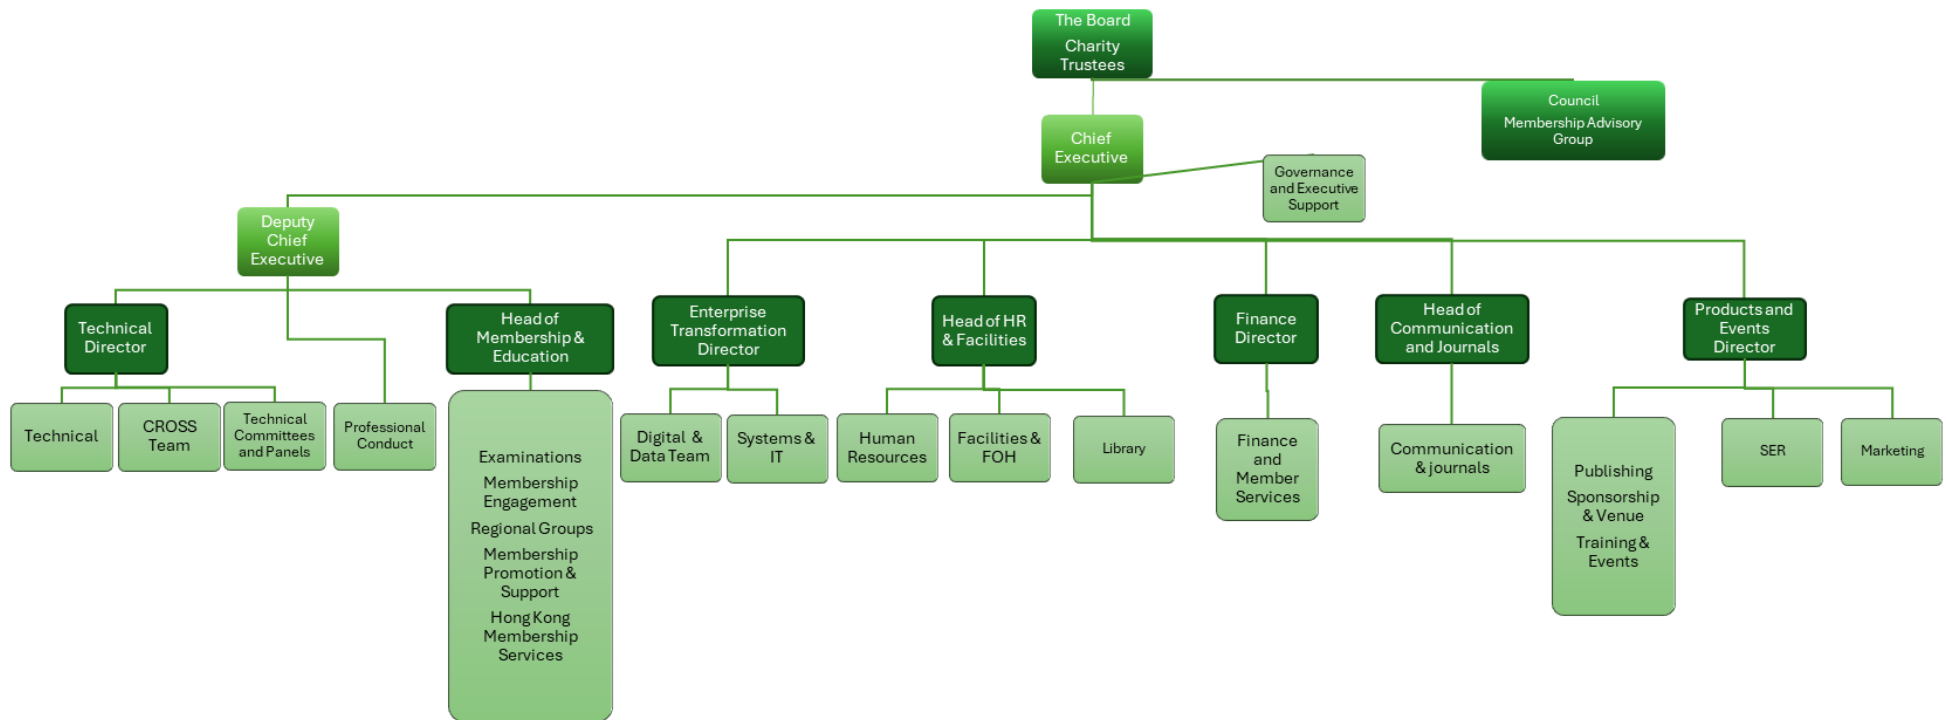 The Board
Charity
Trustees
Council
Membership Advisory
Group
Chief
Executive
Governance
and Executive
Support
Deputy
Chief
Executive
Technical
Director
Head of
Membership &
Education
Enterprise
Transformation
Director
Head of HR
& Facilities
Finance
Director
Head of
Communication
and Journals
Products and
Events
Director
Technical
CROSS
Team
Technical
Committees
and Panels
Professional
Conduct
Examinations
Membership
Engagement
Regional Groups
Membership
Promotion &
Support
Hong Kong
Membership
Services
Digital &
Data Team
Systems &
IT
Human
Resources
Facilities &
FOH
Library
Finance
and
Member
Services
Communication
& journals
Publishing
Sponsorship
& Venue
Training &
Events
SER
Marketing